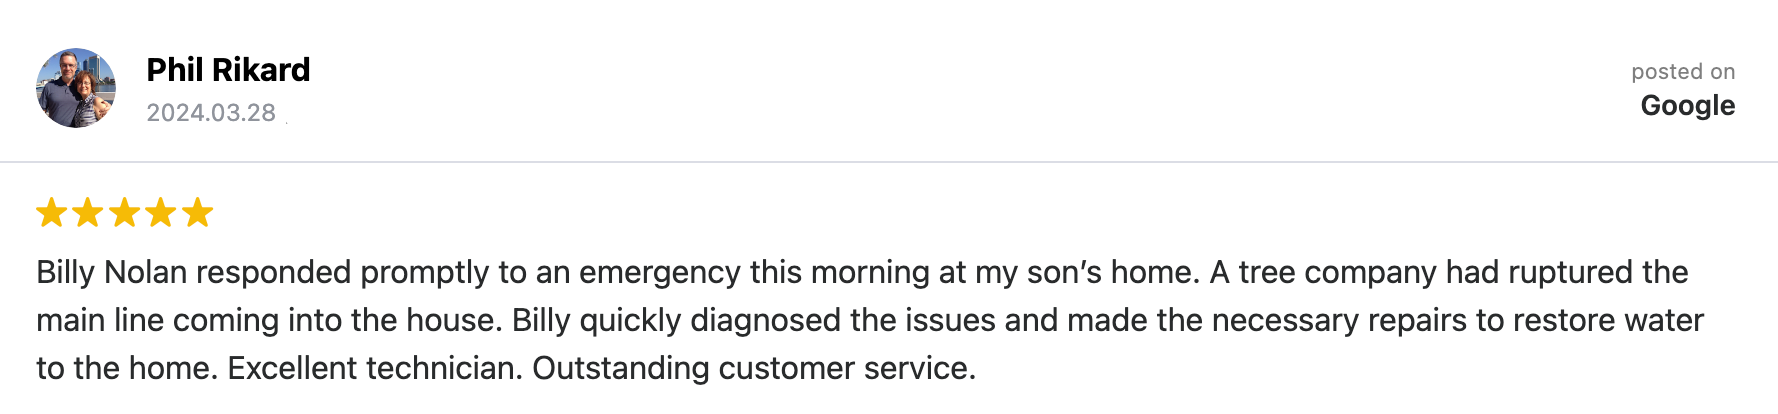 Phil Rikard
2024.03.28
posted on
Google
Billy Nolan responded promptly to an emergency this morning at my son’s home. A tree company had ruptured the
main line coming into the house. Billy quickly diagnosed the issues and made the necessary repairs to restore water
to the home. Excellent technician. Outstanding customer service.